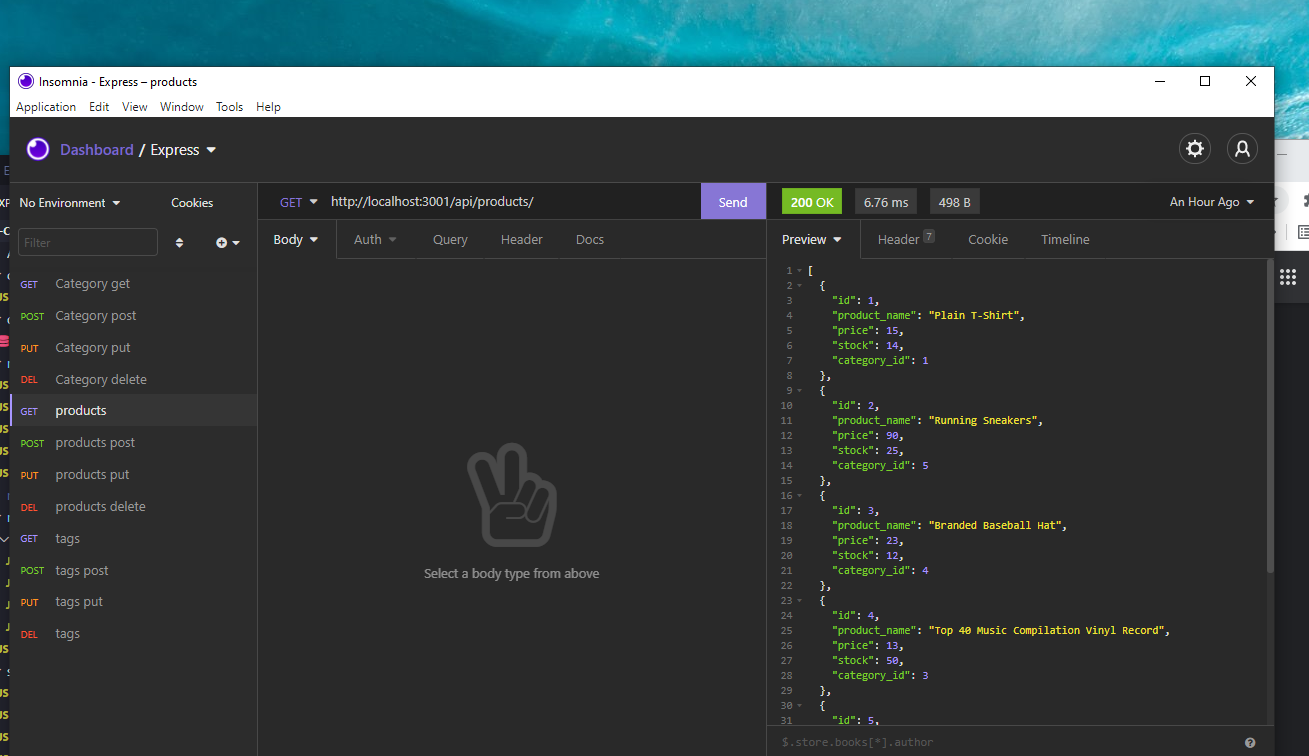 Insomnia - Express – products
Application Edit View Window Tools Help
Dashboard / Express
No Environment Cookies
Filter
GET Category get
POST Category post
PUT Category put
DEL Category delete
GET products
POST products post
PUT products put
DEL products delete
GET tags
POST tags post
PUT tags put
DEL tags
GET http://localhost:3001/api/products/ Send
Body Auth Query Header Docs
Select a body type from above
200 OK 6.76 ms 498 B An Hour Ago
Preview Header 7 Cookie Timeline
1 [
2 {
3 "id": 1,
4 "product_name": "Plain T-Shirt",
5 "price": 15,
6 "stock": 14,
7 "category_id": 1
8 },
9 {
10 "id": 2,
11 "product_name": "Running Sneakers",
12 "price": 90,
13 "stock": 25,
14 "category_id": 5
15 },
16 {
17 "id": 3,
18 "product_name": "Branded Baseball Hat",
19 "price": 23,
20 "stock": 12,
21 "category_id": 4
22 },
23 {
24 "id": 4,
25 "product_name": "Top 40 Music Compilation Vinyl Record",
26 "price": 13,
27 "stock": 50,
28 "category_id": 3
29 },
30 {
31 "id": 5,
$.store.books[*].author